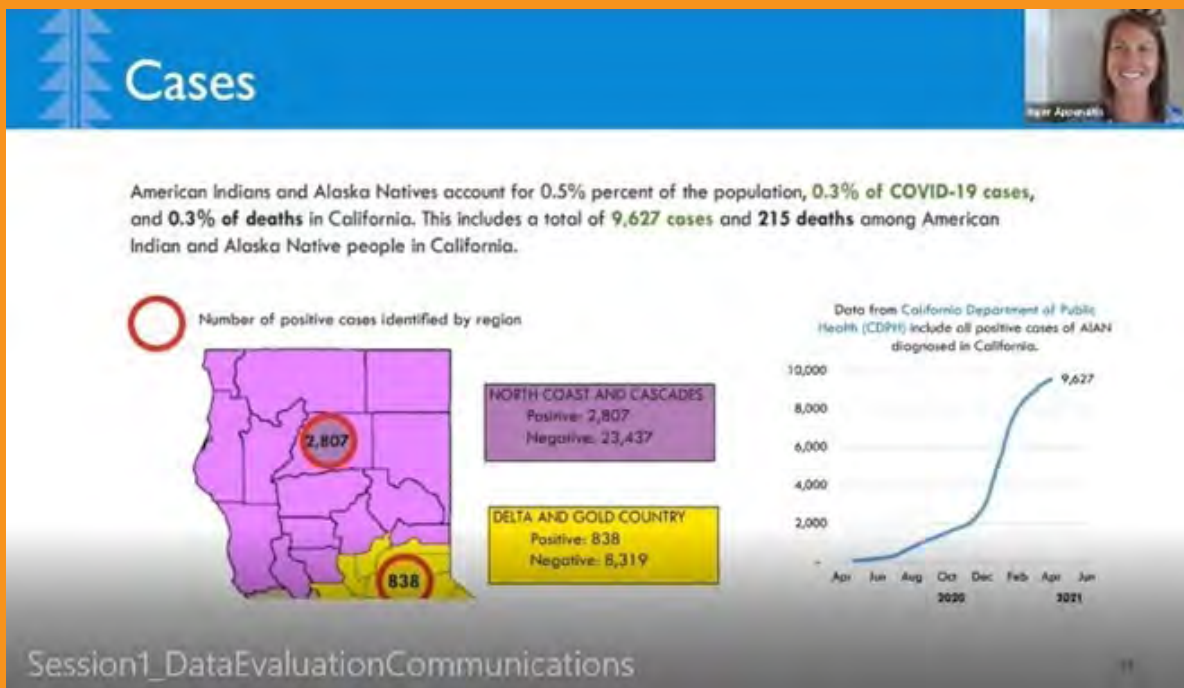 Cases
American Indians and Alaska Natives account for 0.5% percent of the population, 0.3% of COVID-19 cases,
and 0.3% of deaths in California. This includes a total of 9,627 cases and 215 deaths among American
Indian and Alaska Native people in California.
Number of positive cases identified by region
2,807
838
NORTH COAST AND CASCADES
Positive: 2,807
Negative: 23,437
DELTA AND GOLD COUNTRY
Positive: 838
Negative: 8,319
Data from California Department of Public
Health (CDPH) include all positive cases of AIAN
diagnosed in California.
10,000
8,000
6,000
4,000
2,000
-
9,627
Apr Jun Aug Oct Dec Feb Apr Jun
2020 2021
Session1_DataEvaluationCommunications